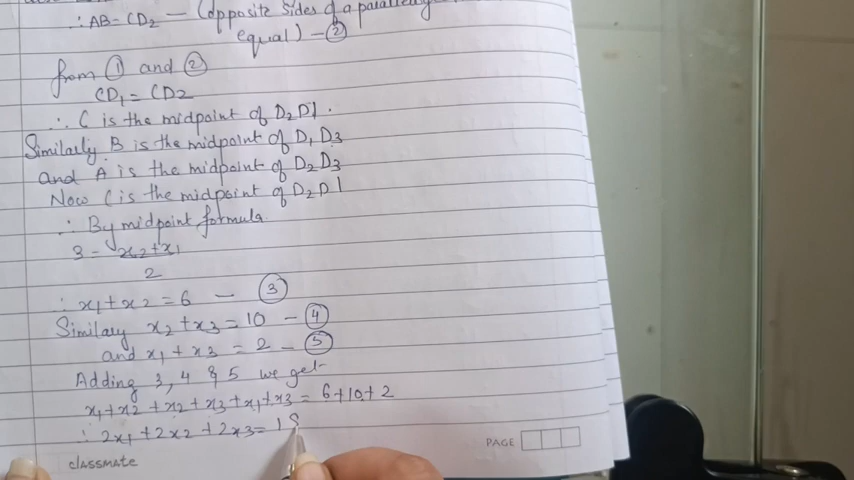 ∴ AB = CD2 — (opposite sides of a
equal) – ②
from ① and ②
CD1 = CD2
∴ C is the midpoint of D2D1.
Similarly B is the midpoint of D1D3
and A is the midpoint of D2D3
Now C is the midpoint of D2D1
∴ By midpoint formula
3 = x2+x1
2
∴ x1+x2 = 6 — ③
Similary x2+x3 = 10 – ④
and x1 + x3 = 2 – ⑤
Adding 3, 4 & 5 we get
x1+x2 + x2 + x3 + x1 + x3 = 6+10+2
∴ 2x1 +2x2 + 2x3 = 18
classmate
PAGE